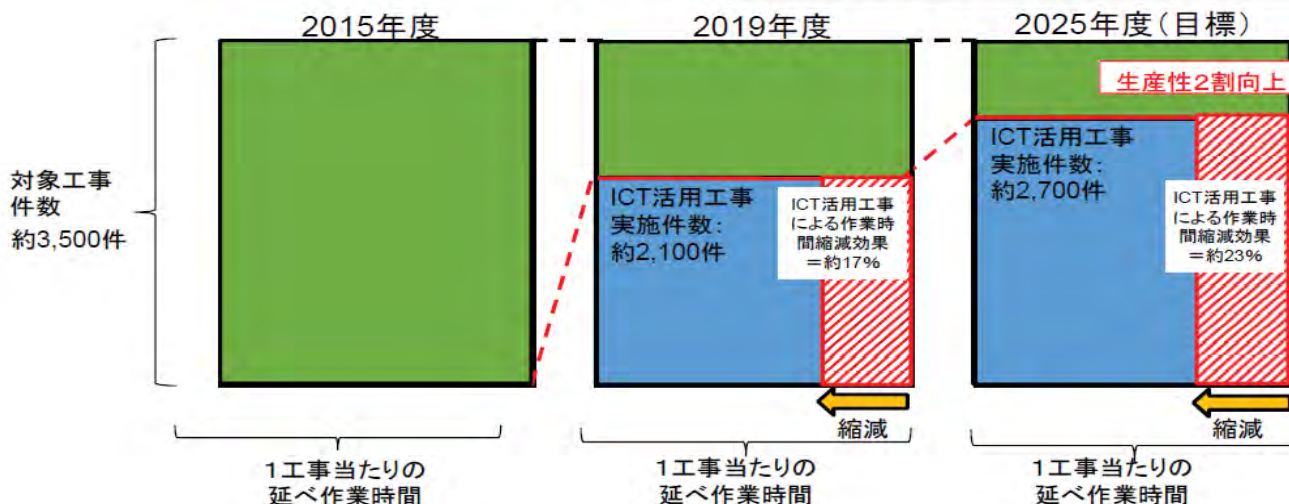 2015年度
2019年度
2025年度(目標)
対象工事
件数
約3,500件
ICT活用工事
実施件数:
約2,100件
ICT活用工事
による作業時
間縮減効果
=約17%
生産性2割向上
ICT活用工事
実施件数:
約2,700件
ICT活用工事
による作業時
間縮減効果
=約23%
縮減
縮減
1工事当たりの
延べ作業時間
1工事当たりの
延べ作業時間
1工事当たりの
延べ作業時間